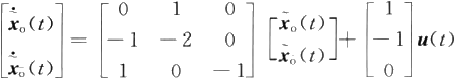 [ẋ̃ₒ(t) ẋ̃ₒ̄(t)] = [0 1 0; −1 −2 0; 1 0 −1] [x̃ₒ(t) x̃ₒ̄(t)] + [1 −1 0] u(t)